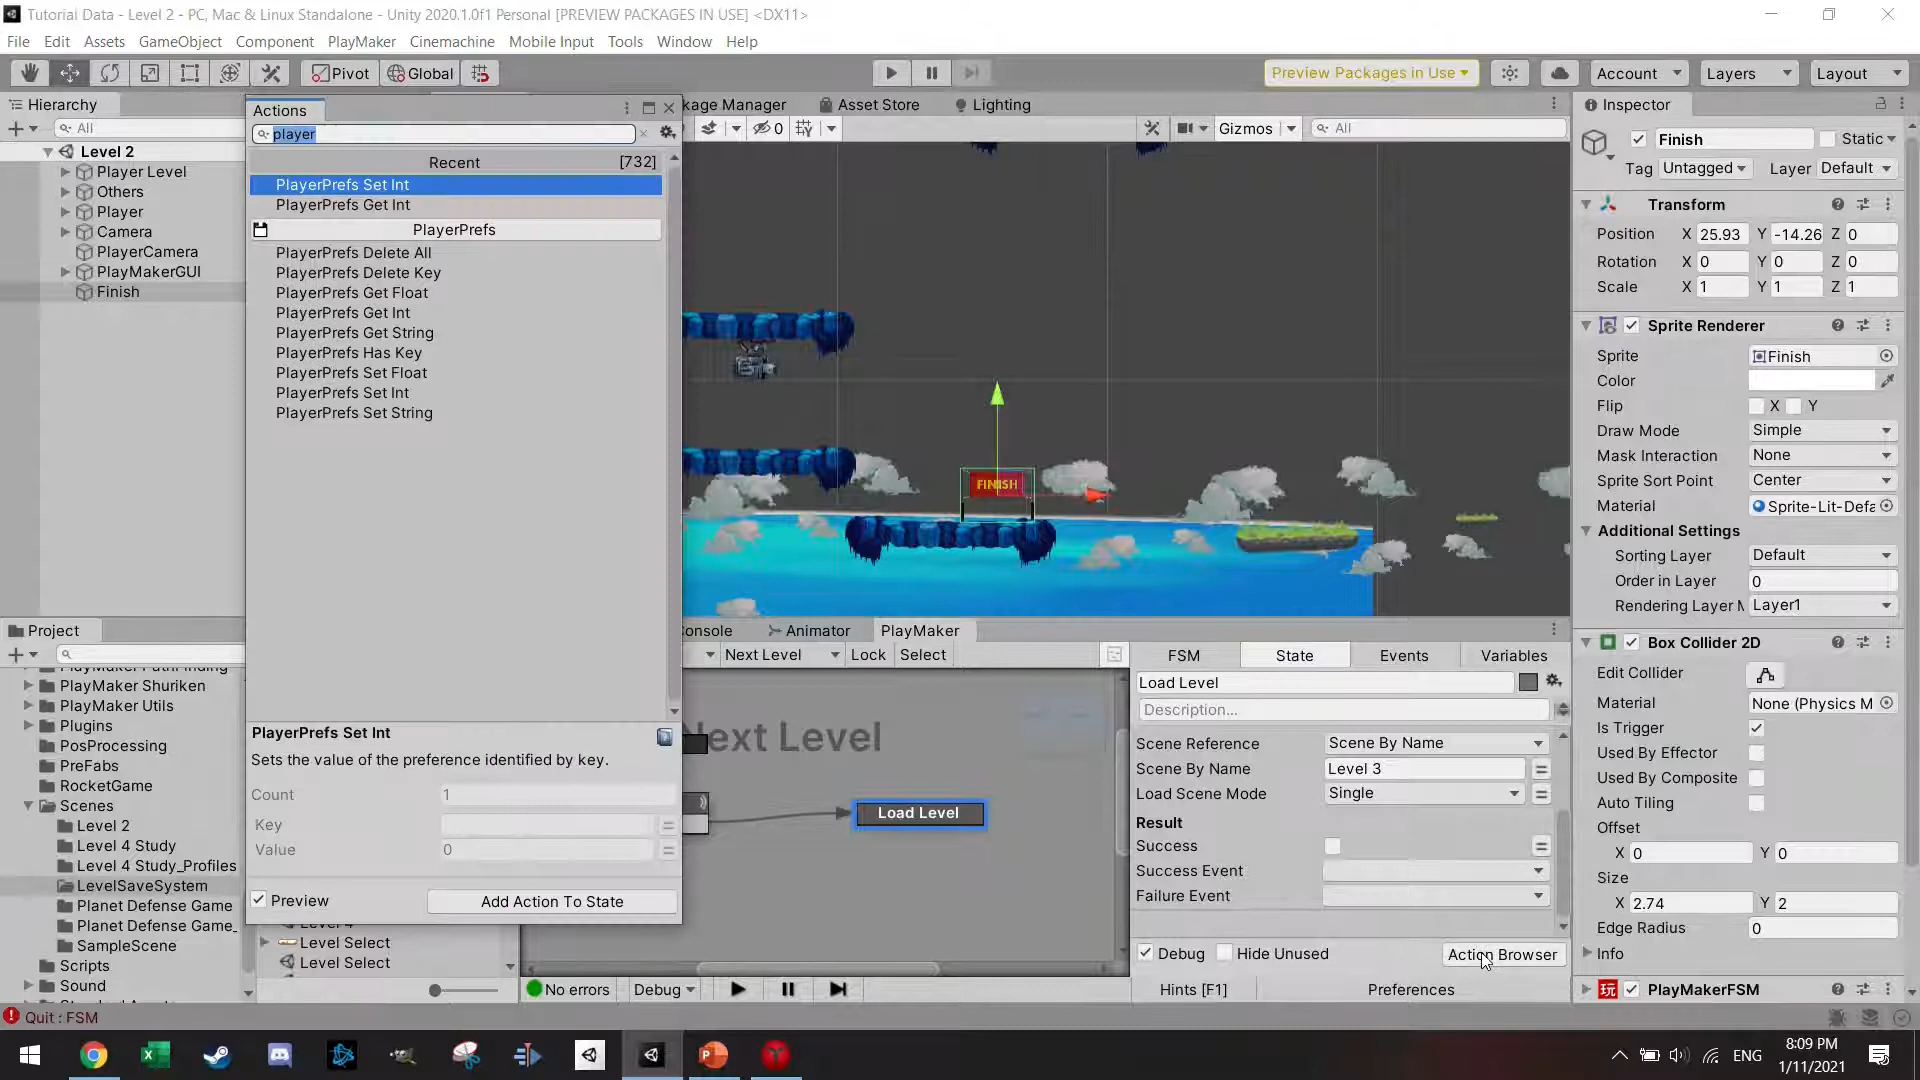 Tutorial Data - Level 2 - PC, Mac & Linux Standalone - Unity 2020.1.0f1 Personal [PREVIEW PACKAGES IN USE] <DX11>
File Edit Assets GameObject Component PlayMaker Cinemachine Mobile Input Tools Window Help
Pivot Global Preview Packages in Use Account Layers Layout
Hierarchy
All
Level 2
Player Level
Others
Player
Camera
PlayerCamera
PlayMakerGUI
Finish
Actions
player
Recent [732]
PlayerPrefs Set Int
PlayerPrefs Get Int
PlayerPrefs
PlayerPrefs Delete All
PlayerPrefs Delete Key
PlayerPrefs Get Float
PlayerPrefs Get Int
PlayerPrefs Get String
PlayerPrefs Has Key
PlayerPrefs Set Float
PlayerPrefs Set Int
PlayerPrefs Set String
PlayerPrefs Set Int
Sets the value of the preference identified by key.
Count 1
Key
Value 0
Preview Add Action To State
kage Manager Asset Store Lighting
0 Gizmos All
FINISH
Project
PlayMaker PathFinding
PlayMaker Shuriken
PlayMaker Utils
Plugins
PosProcessing
PreFabs
RocketGame
Scenes
Level 2
Level 4 Study
Level 4 Study_Profiles
LevelSaveSystem
Planet Defense Game
Planet Defense Game_
SampleScene
Scripts
Sound
Level 4
Level Select
Level Select
Console Animator PlayMaker
Next Level Lock Select
ext Level
Load Level
No errors Debug
FSM State Events Variables
Load Level
Description...
Scene Reference Scene By Name
Scene By Name Level 3
Load Scene Mode Single
Result
Success
Success Event
Failure Event
Debug Hide Unused Action Browser
Hints [F1] Preferences
Inspector
Finish Static
Tag Untagged Layer Default
Transform
Position X 25.93 Y -14.26 Z 0
Rotation X 0 Y 0 Z 0
Scale X 1 Y 1 Z 1
Sprite Renderer
Sprite Finish
Color
Flip X Y
Draw Mode Simple
Mask Interaction None
Sprite Sort Point Center
Material Sprite-Lit-Defa
Additional Settings
Sorting Layer Default
Order in Layer 0
Rendering Layer M Layer1
Box Collider 2D
Edit Collider
Material None (Physics M
Is Trigger
Used By Effector
Used By Composite
Auto Tiling
Offset
X 0 Y 0
Size
X 2.74 Y 2
Edge Radius 0
Info
PlayMakerFSM
Quit : FSM
ENG
8:09 PM
1/11/2021